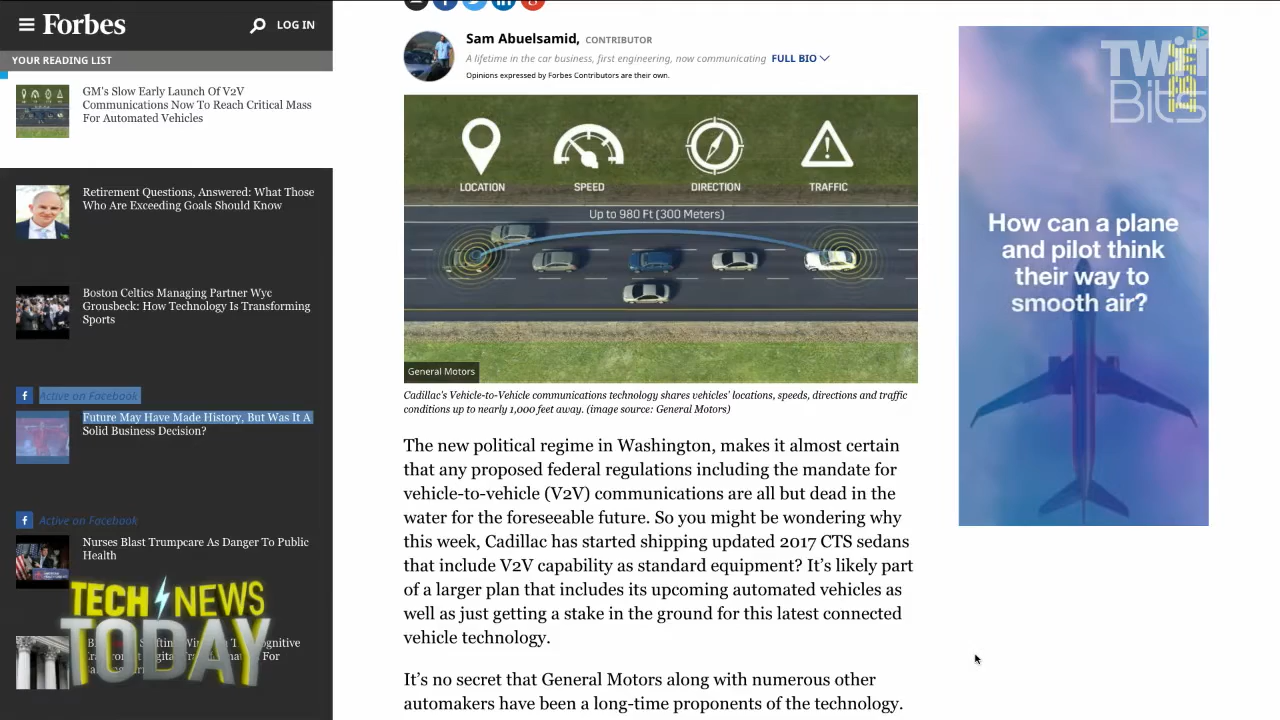 Forbes
LOG IN
YOUR READING LIST
GM's Slow Early Launch Of V2V
Communications Now To Reach Critical Mass
For Automated Vehicles
Retirement Questions, Answered: What Those
Who Are Exceeding Goals Should Know
Boston Celtics Managing Partner Wyc
Grousbeck: How Technology Is Transforming
Sports
Active on Facebook
Future May Have Made History, But Was It A
Solid Business Decision?
Active on Facebook
Nurses Blast Trumpcare As Danger To Public
Health
For
TECH NEWS
TODAY
Sam Abuelsamid, CONTRIBUTOR
A lifetime in the car business, first engineering, now communicating FULL BIO
Opinions expressed by Forbes Contributors are their own.
LOCATION
SPEED
DIRECTION
TRAFFIC
Up to 980 Ft (300 Meters)
General Motors
Cadillac's Vehicle-to-Vehicle communications technology shares vehicles' locations, speeds, directions and traffic
conditions up to nearly 1,000 feet away. (image source: General Motors)
The new political regime in Washington, makes it almost certain
that any proposed federal regulations including the mandate for
vehicle-to-vehicle (V2V) communications are all but dead in the
water for the foreseeable future. So you might be wondering why
this week, Cadillac has started shipping updated 2017 CTS sedans
that include V2V capability as standard equipment? It's likely part
of a larger plan that includes its upcoming automated vehicles as
well as just getting a stake in the ground for this latest connected
vehicle technology.
It's no secret that General Motors along with numerous other
automakers have been a long-time proponents of the technology.
TWiT
Bits
How can a plane
and pilot think
their way to
smooth air?